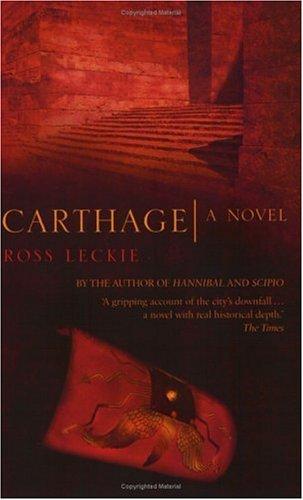 CARTHAGE | A NOVEL
ROSS LECKIE
BY THE AUTHOR OF HANNIBAL AND SCIPIO
'A gripping account of the city's downfall ...
a novel with real historical depth.'
The Times
Copyrighted Material
Copyrighted Material